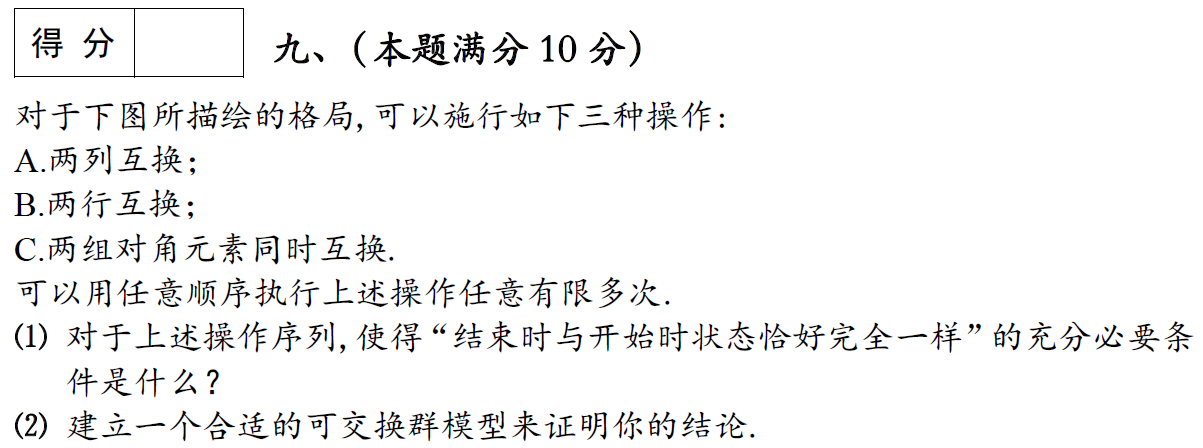 得 分
九、(本题满分 10 分)
对于下图所描绘的格局,可以施行如下三种操作:
A.两列互换;
B.两行互换;
C.两组对角元素同时互换.
可以用任意顺序执行上述操作任意有限多次.
⑴ 对于上述操作序列,使得“结束时与开始时状态恰好完全一样”的充分必要条
件是什么?
⑵ 建立一个合适的可交换群模型来证明你的结论.